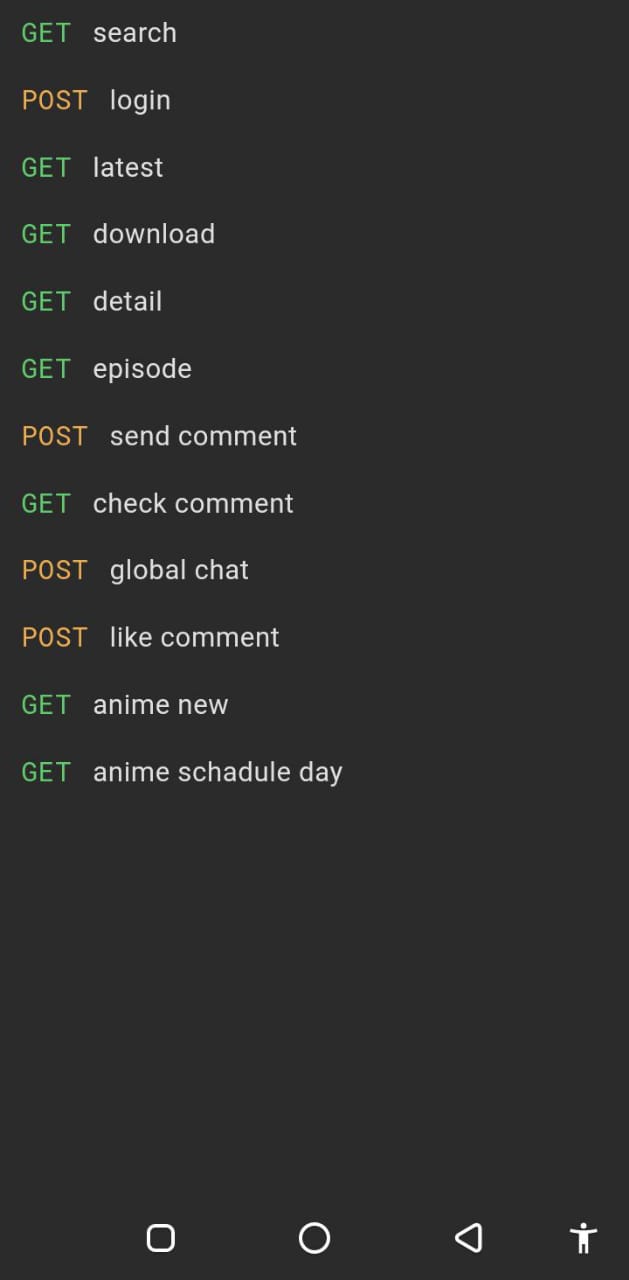 GET search
POST login
GET latest
GET download
GET detail
GET episode
POST send comment
GET check comment
POST global chat
POST like comment
GET anime new
GET anime schadule day